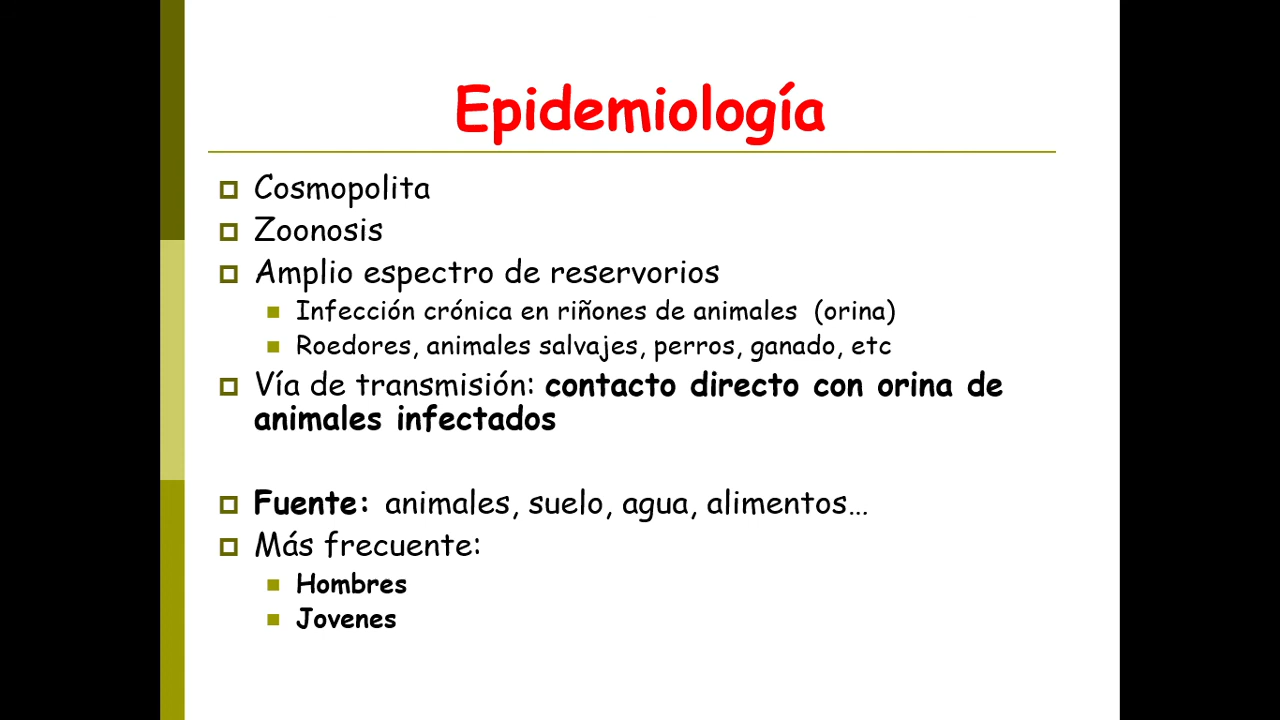 Epidemiología
Cosmopolita
Zoonosis
Amplio espectro de reservorios
Infección crónica en riñones de animales (orina)
Roedores, animales salvajes, perros, ganado, etc
Vía de transmisión: contacto directo con orina de
animales infectados
Fuente: animales, suelo, agua, alimentos…
Más frecuente:
Hombres
Jovenes